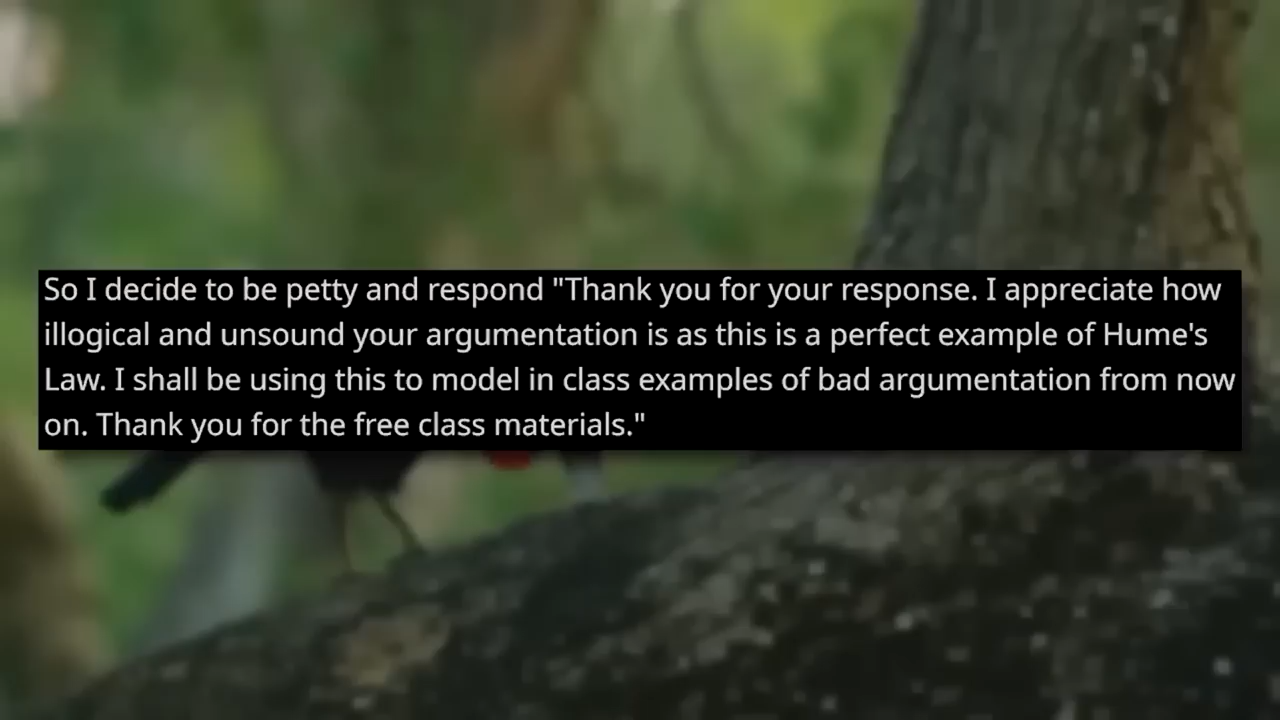 So I decide to be petty and respond "Thank you for your response. I appreciate how
illogical and unsound your argumentation is as this is a perfect example of Hume's
Law. I shall be using this to model in class examples of bad argumentation from now
on. Thank you for the free class materials."